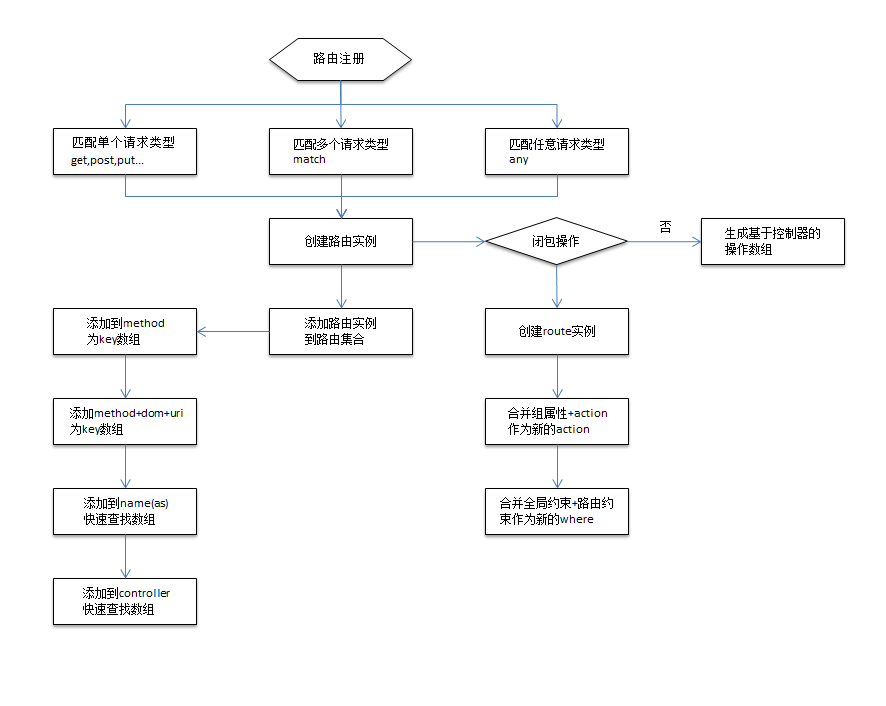 路由注册
匹配单个请求类型
get,post,put...
匹配多个请求类型
match
匹配任意请求类型
any
创建路由实例
闭包操作
否
生成基于控制器的
操作数组
添加到method
为key数组
添加路由实例
到路由集合
创建route实例
添加method+dom+uri
为key数组
合并组属性+action
作为新的action
添加到name(as)
快速查找数组
合并全局约束+路由约
束作为新的where
添加到controller
快速查找数组